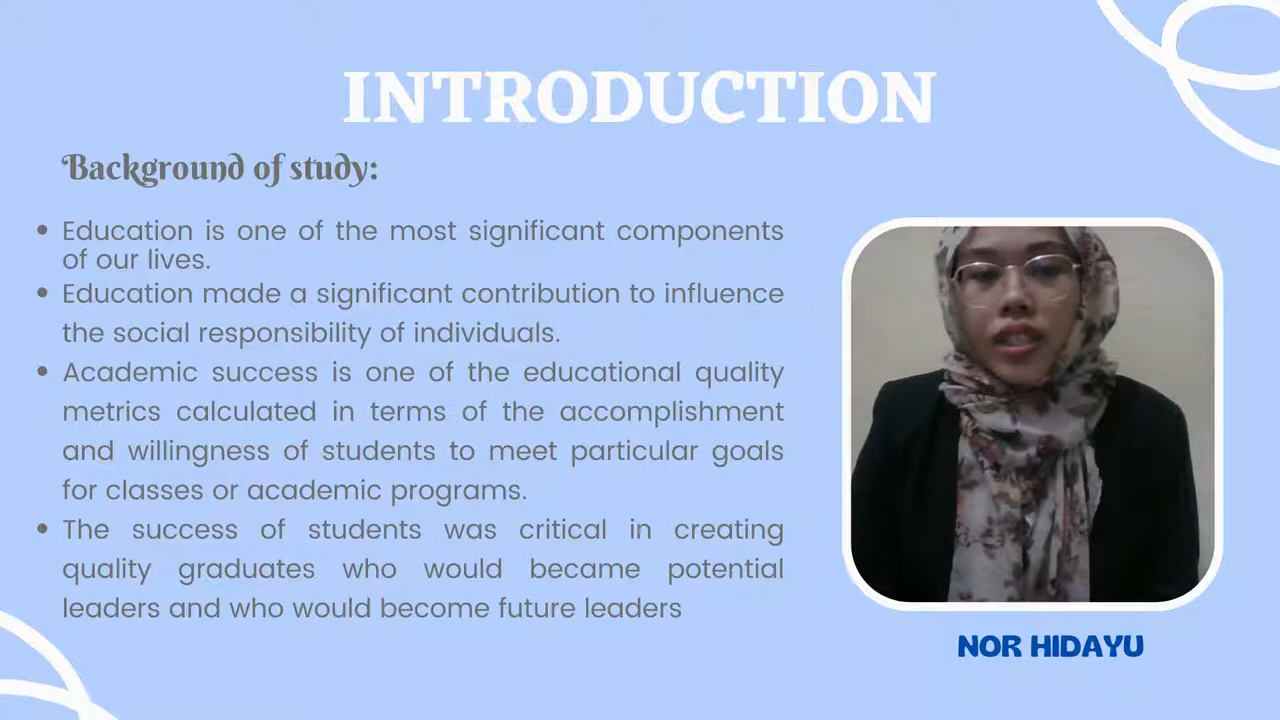 INTRODUCTION
Background of study:
• Education is one of the most significant components
of our lives.
• Education made a significant contribution to influence
the social responsibility of individuals.
• Academic success is one of the educational quality
metrics calculated in terms of the accomplishment
and willingness of students to meet particular goals
for classes or academic programs.
• The success of students was critical in creating
quality graduates who would became potential
leaders and who would become future leaders
NOR HIDAYU